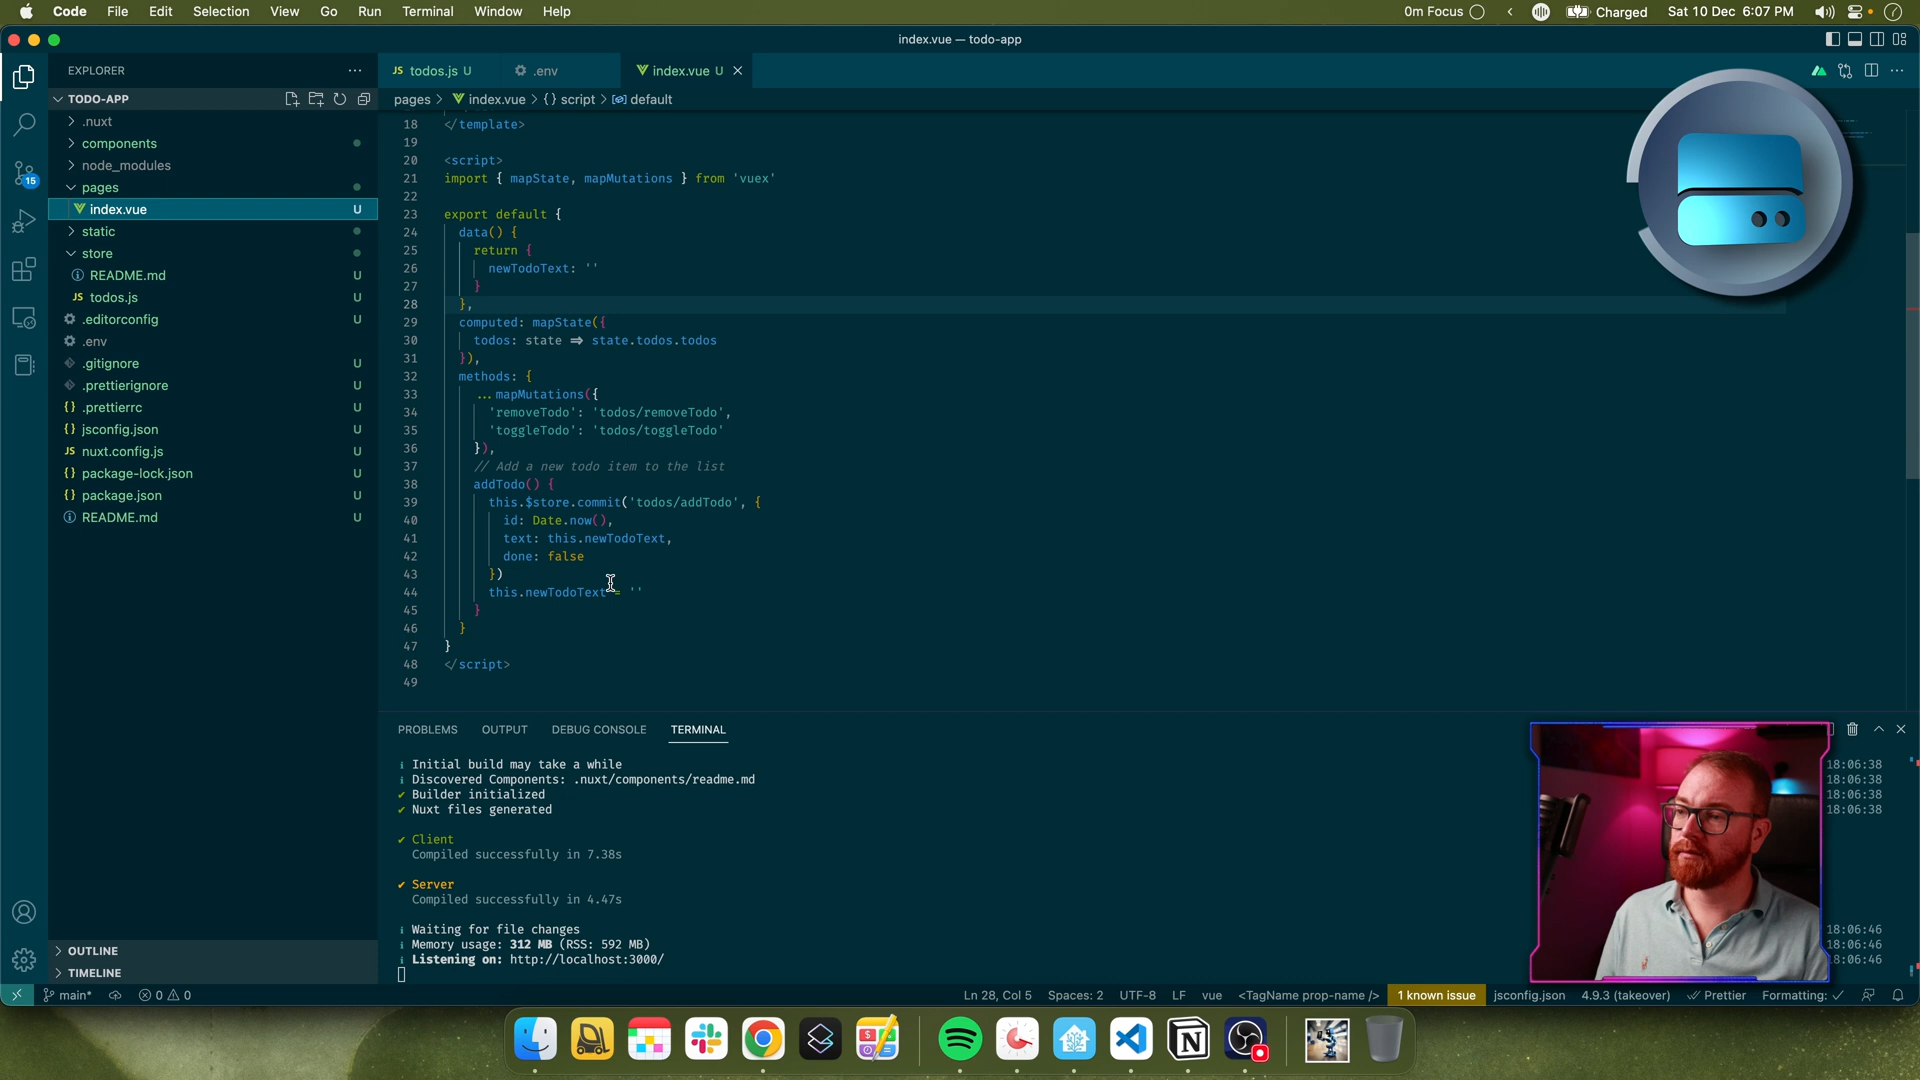 Code File Edit Selection View Go Run Terminal Window Help
0m Focus Charged Sat 10 Dec 6:07 PM
index.vue — todo-app
EXPLORER
TODO-APP
.nuxt
components
node_modules
pages
index.vue U
static
store
README.md U
todos.js U
.editorconfig U
.env
.gitignore U
.prettierignore U
.prettierrc U
jsconfig.json U
nuxt.config.js U
package-lock.json U
package.json U
README.md U
OUTLINE
TIMELINE
15
JS todos.js U
.env
index.vue U
pages > index.vue > {} script > default
18 </template>
19
20 <script>
21 import { mapState, mapMutations } from 'vuex'
22
23 export default {
24 data() {
25 return {
26 newTodoText: ''
27 }
28 },
29 computed: mapState({
30 todos: state => state.todos.todos
31 }),
32 methods: {
33 ...mapMutations({
34 'removeTodo': 'todos/removeTodo',
35 'toggleTodo': 'todos/toggleTodo'
36 }),
37 // Add a new todo item to the list
38 addTodo() {
39 this.$store.commit('todos/addTodo', {
40 id: Date.now(),
41 text: this.newTodoText,
42 done: false
43 })
44 this.newTodoText = ''
45 }
46 }
47 }
48 </script>
49
PROBLEMS OUTPUT DEBUG CONSOLE TERMINAL
i Initial build may take a while 18:06:38
i Discovered Components: .nuxt/components/readme.md 18:06:38
✔ Builder initialized 18:06:38
✔ Nuxt files generated 18:06:38
✔ Client
Compiled successfully in 7.38s
✔ Server
Compiled successfully in 4.47s
i Waiting for file changes 18:06:46
i Memory usage: 312 MB (RSS: 592 MB) 18:06:46
i Listening on: http://localhost:3000/ 18:06:46
main* 0 0 Ln 28, Col 5 Spaces: 2 UTF-8 LF vue <TagName prop-name /> 1 known issue jsconfig.json 4.9.3 (takeover) Prettier Formatting: ✓